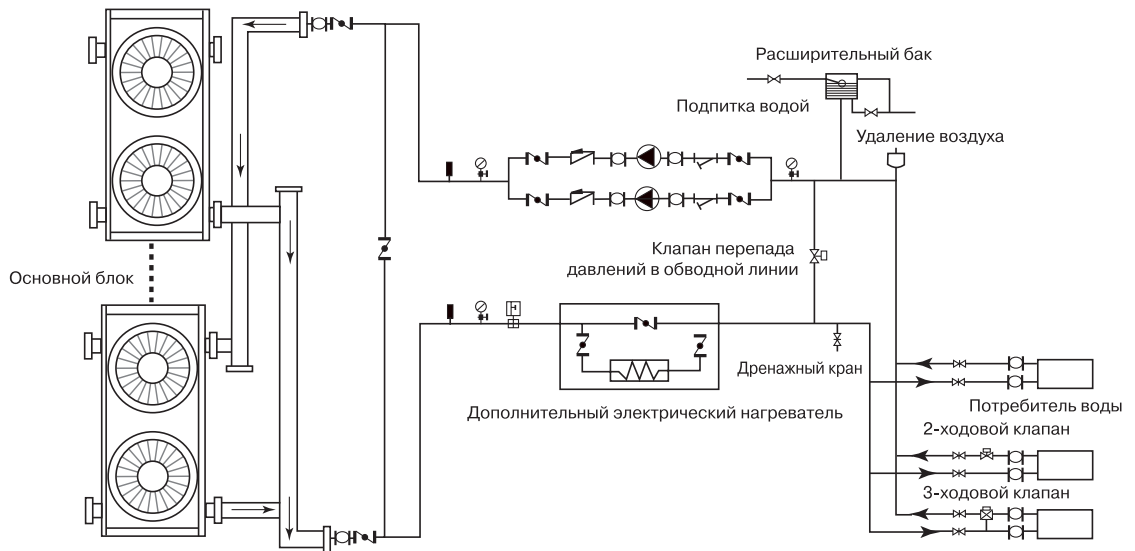 Расширительный бак
Подпитка водой
Удаление воздуха
Клапан перепада
давлений в обводной линии
Основной блок
Дренажный кран
Дополнительный электрический нагреватель
Потребитель воды
2-ходовой клапан
3-ходовой клапан